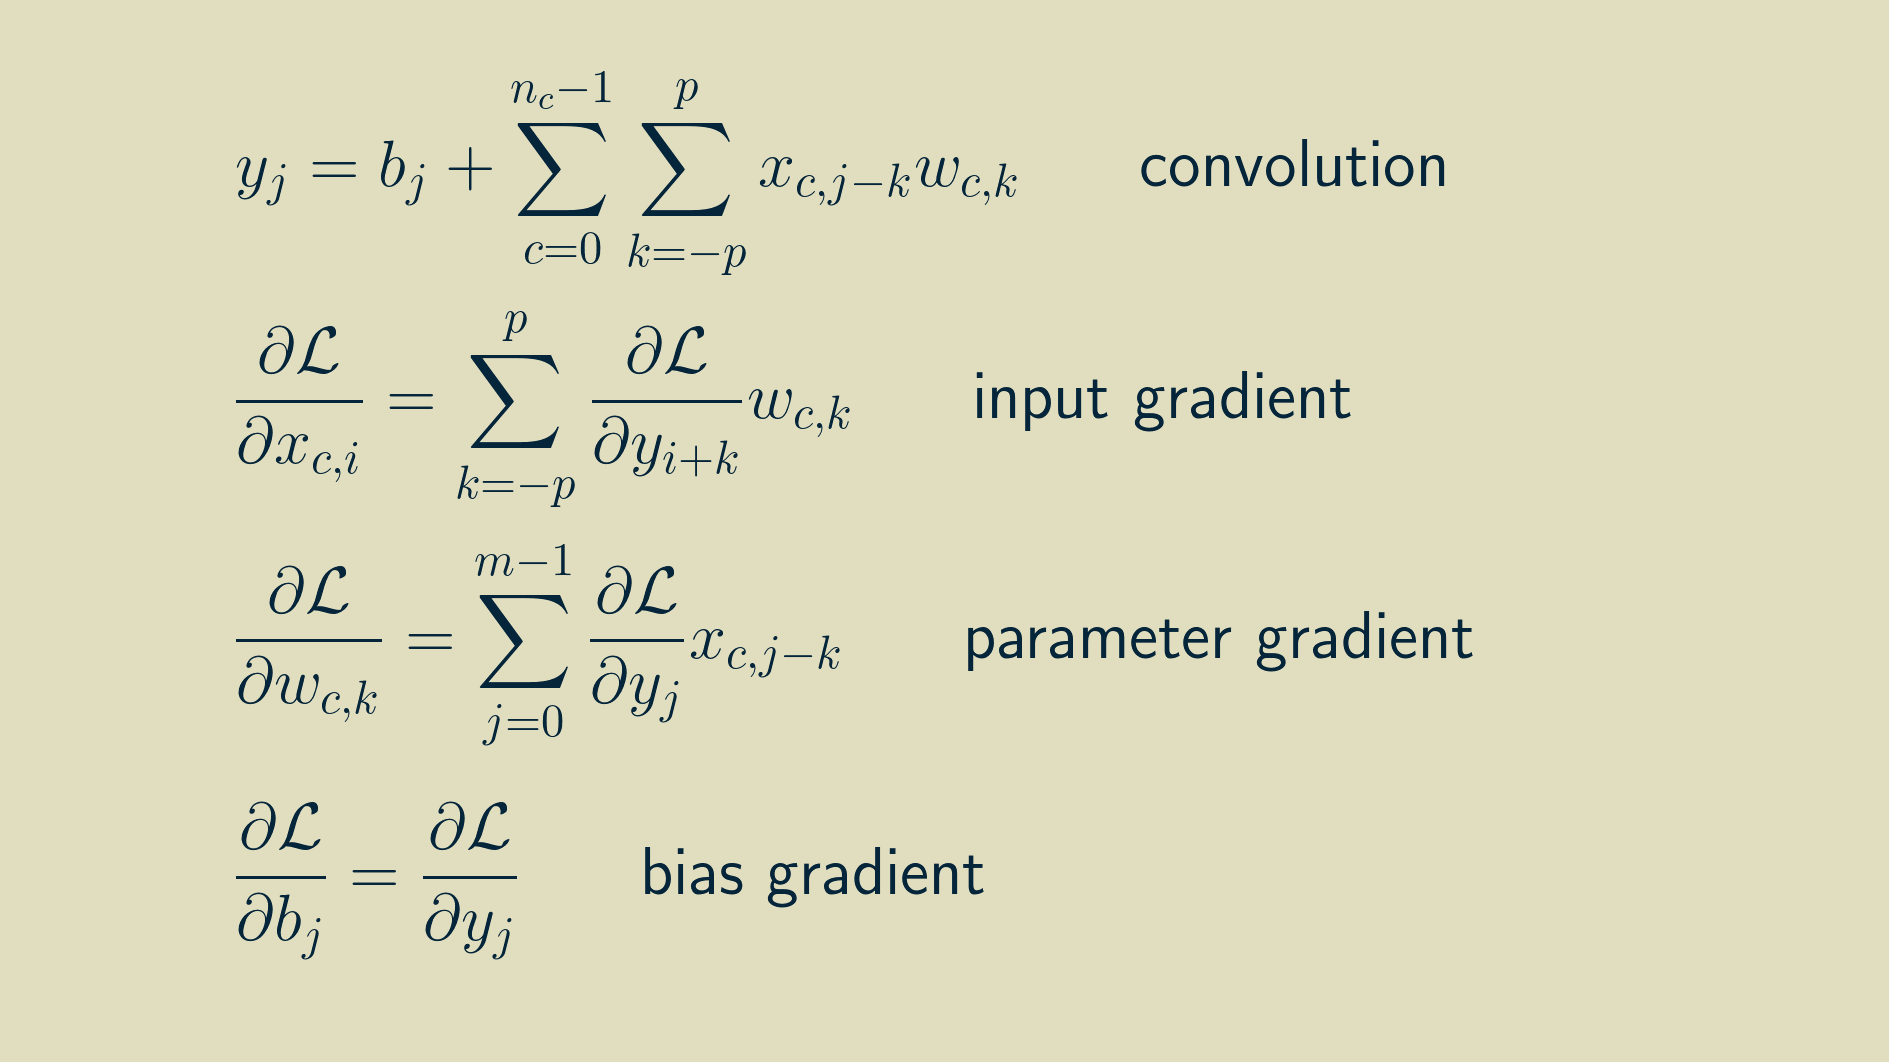 $y_j = b_j + \sum_{c=0}^{n_c-1} \sum_{k=-p}^{p} x_{c,j-k} w_{c,k}$ convolution
$\frac{\partial \mathcal{L}}{\partial x_{c,i}} = \sum_{k=-p}^{p} \frac{\partial \mathcal{L}}{\partial y_{i+k}} w_{c,k}$ input gradient
$\frac{\partial \mathcal{L}}{\partial w_{c,k}} = \sum_{j=0}^{m-1} \frac{\partial \mathcal{L}}{\partial y_j} x_{c,j-k}$ parameter gradient
$\frac{\partial \mathcal{L}}{\partial b_j} = \frac{\partial \mathcal{L}}{\partial y_j}$ bias gradient